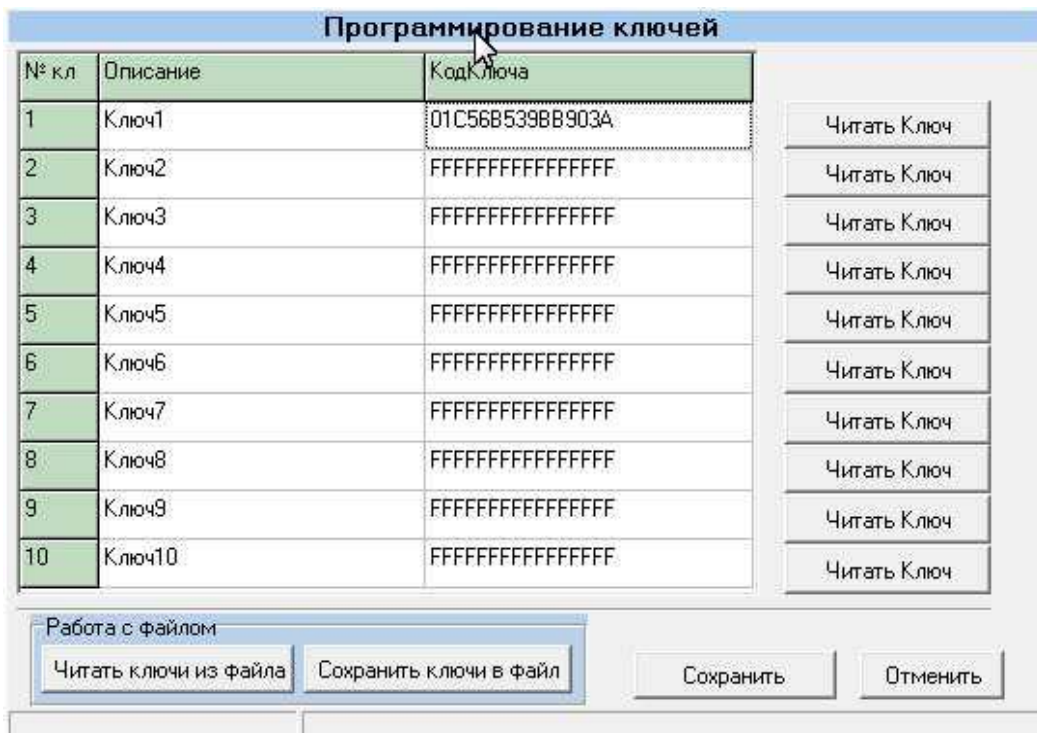 Программирование ключей
№ кл Описание КодКлюча
1 Ключ1 01C56B539BB903A Читать Ключ
2 Ключ2 FFFFFFFFFFFFFFFF Читать Ключ
3 Ключ3 FFFFFFFFFFFFFFFF Читать Ключ
4 Ключ4 FFFFFFFFFFFFFFFF Читать Ключ
5 Ключ5 FFFFFFFFFFFFFFFF Читать Ключ
6 Ключ6 FFFFFFFFFFFFFFFF Читать Ключ
7 Ключ7 FFFFFFFFFFFFFFFF Читать Ключ
8 Ключ8 FFFFFFFFFFFFFFFF Читать Ключ
9 Ключ9 FFFFFFFFFFFFFFFF Читать Ключ
10 Ключ10 FFFFFFFFFFFFFFFF Читать Ключ
Работа с файлом
Читать ключи из файла Сохранить ключи в файл Сохранить Отменить